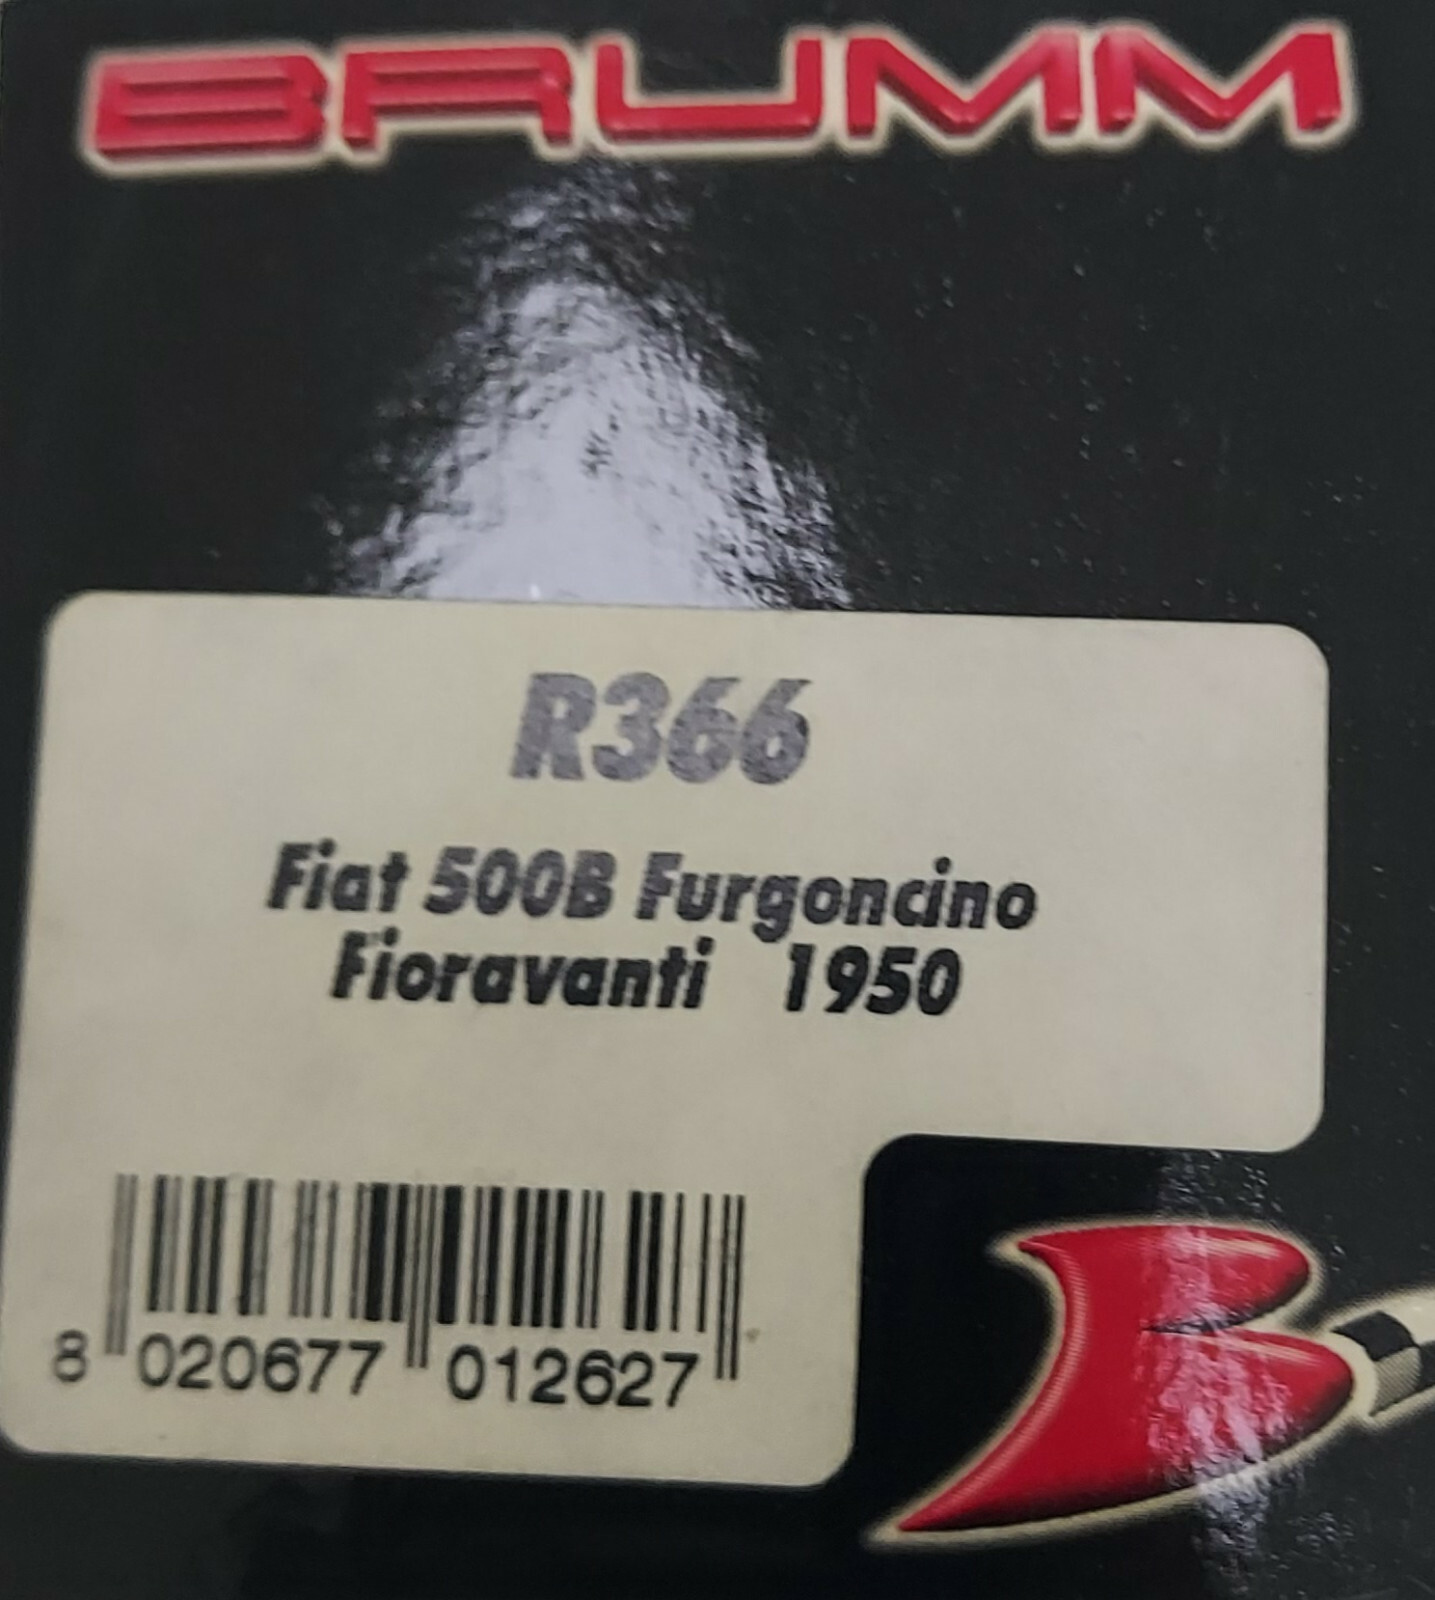 BRUMM
R366
Fiat 500B Furgoncino
Fioravanti 1950
8 020677 012627
B